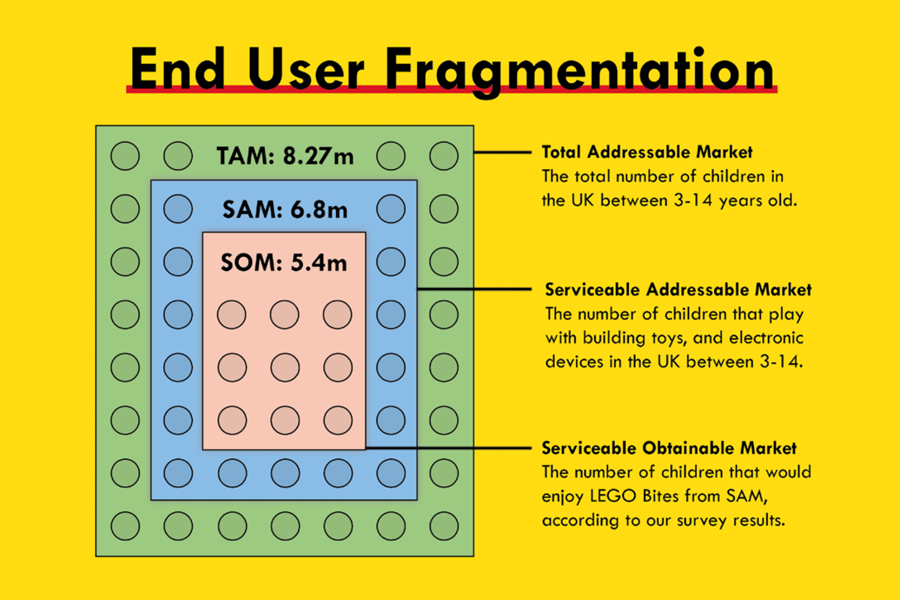 End User Fragmentation
TAM: 8.27m
SAM: 6.8m
SOM: 5.4m
Total Addressable Market
The total number of children in
the UK between 3-14 years old.
Serviceable Addressable Market
The number of children that play
with building toys, and electronic
devices in the UK between 3-14.
Serviceable Obtainable Market
The number of children that would
enjoy LEGO Bites from SAM,
according to our survey results.